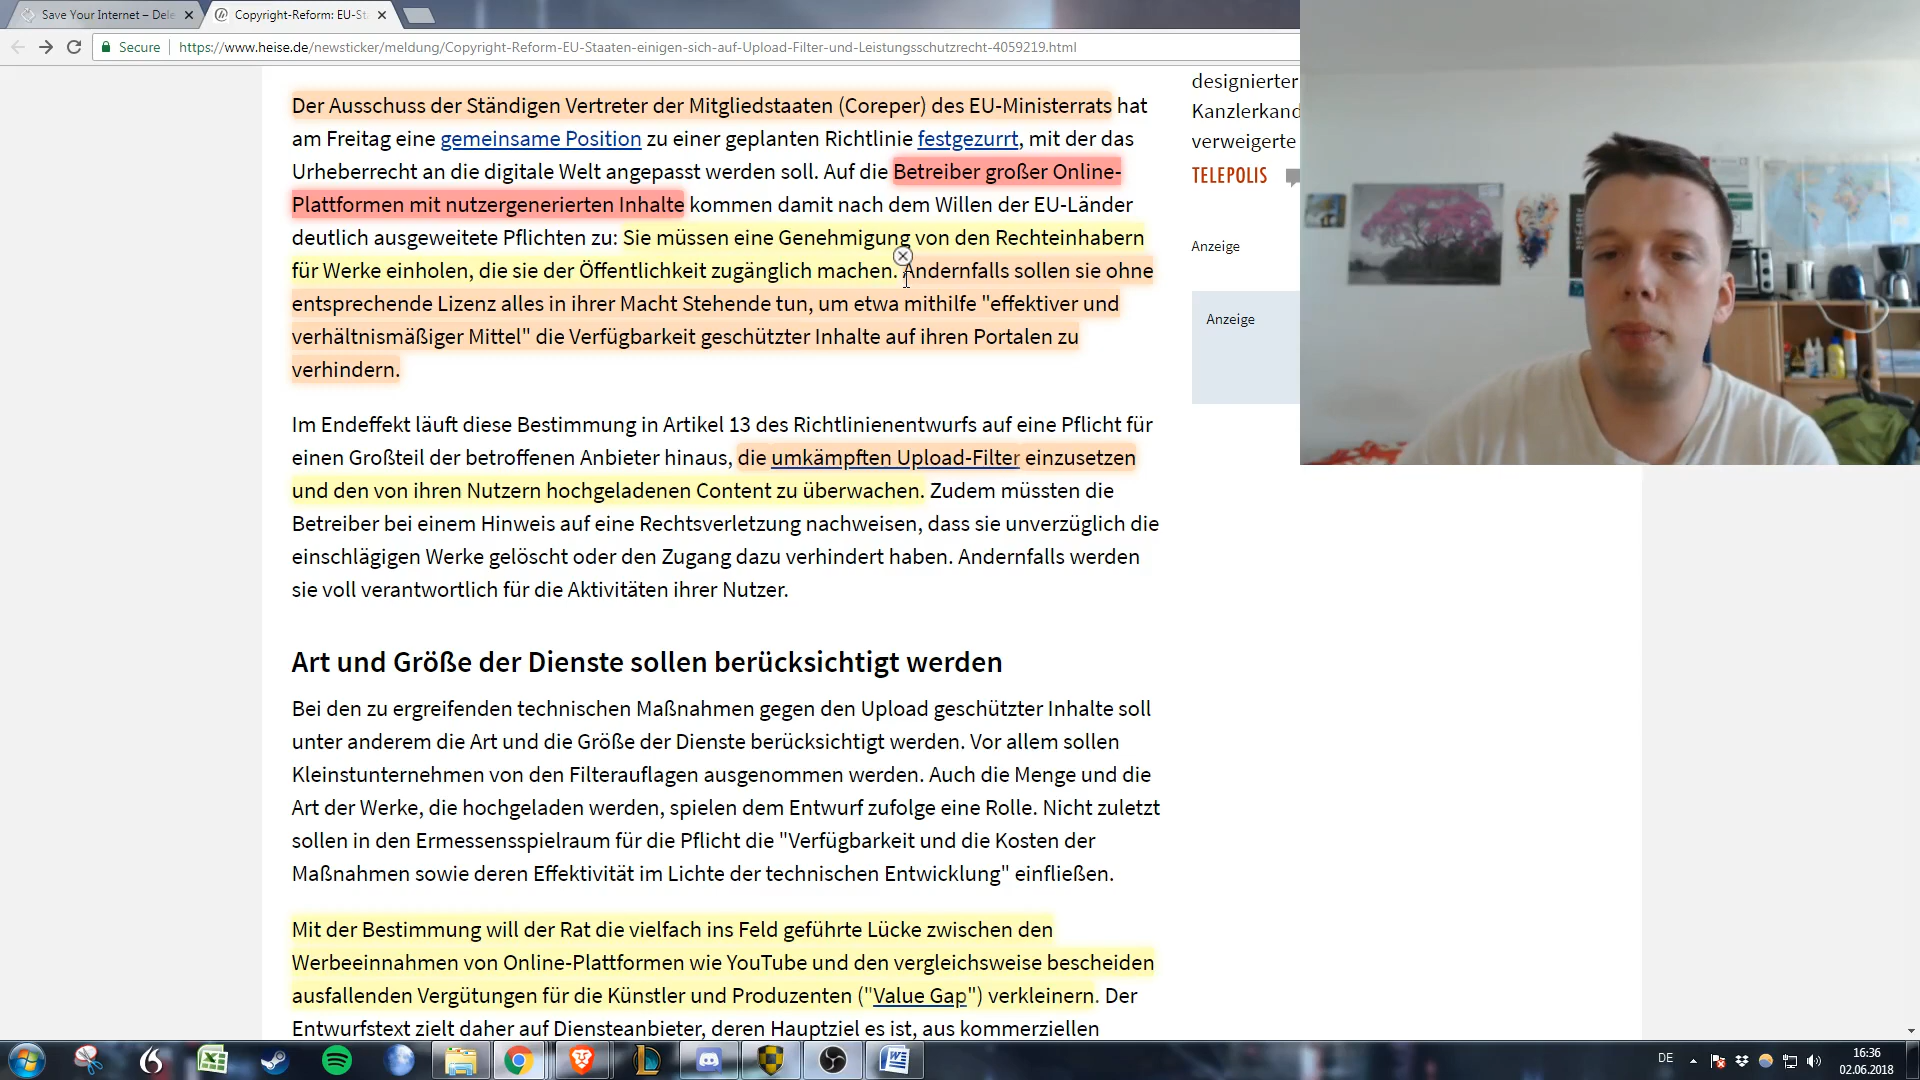 Save Your Internet – Dele
Copyright-Reform: EU-St
Secure
https://www.heise.de/newsticker/meldung/Copyright-Reform-EU-Staaten-einigen-sich-auf-Upload-Filter-und-Leistungsschutzrecht-4059219.html
Der Ausschuss der Ständigen Vertreter der Mitgliedstaaten (Coreper) des EU-Ministerrats hat
am Freitag eine gemeinsame Position zu einer geplanten Richtlinie festgezurrt, mit der das
Urheberrecht an die digitale Welt angepasst werden soll. Auf die Betreiber großer Online-
Plattformen mit nutzergenerierten Inhalte kommen damit nach dem Willen der EU-Länder
deutlich ausgeweitete Pflichten zu: Sie müssen eine Genehmigung von den Rechteinhabern
für Werke einholen, die sie der Öffentlichkeit zugänglich machen. Andernfalls sollen sie ohne
entsprechende Lizenz alles in ihrer Macht Stehende tun, um etwa mithilfe "effektiver und
verhältnismäßiger Mittel" die Verfügbarkeit geschützter Inhalte auf ihren Portalen zu
verhindern.
Im Endeffekt läuft diese Bestimmung in Artikel 13 des Richtlinienentwurfs auf eine Pflicht für
einen Großteil der betroffenen Anbieter hinaus, die umkämpften Upload-Filter einzusetzen
und den von ihren Nutzern hochgeladenen Content zu überwachen. Zudem müssten die
Betreiber bei einem Hinweis auf eine Rechtsverletzung nachweisen, dass sie unverzüglich die
einschlägigen Werke gelöscht oder den Zugang dazu verhindert haben. Andernfalls werden
sie voll verantwortlich für die Aktivitäten ihrer Nutzer.
Art und Größe der Dienste sollen berücksichtigt werden
Bei den zu ergreifenden technischen Maßnahmen gegen den Upload geschützter Inhalte soll
unter anderem die Art und die Größe der Dienste berücksichtigt werden. Vor allem sollen
Kleinstunternehmen von den Filterauflagen ausgenommen werden. Auch die Menge und die
Art der Werke, die hochgeladen werden, spielen dem Entwurf zufolge eine Rolle. Nicht zuletzt
sollen in den Ermessensspielraum für die Pflicht die "Verfügbarkeit und die Kosten der
Maßnahmen sowie deren Effektivität im Lichte der technischen Entwicklung" einfließen.
Mit der Bestimmung will der Rat die vielfach ins Feld geführte Lücke zwischen den
Werbeeinnahmen von Online-Plattformen wie YouTube und den vergleichsweise bescheiden
ausfallenden Vergütungen für die Künstler und Produzenten ("Value Gap") verkleinern. Der
Entwurfstext zielt daher auf Diensteanbieter, deren Hauptziel es ist, aus kommerziellen
designierter
Kanzlerkand
verweigerte
TELEPOLIS
Anzeige
Anzeige
DE
16:36
02.06.2018